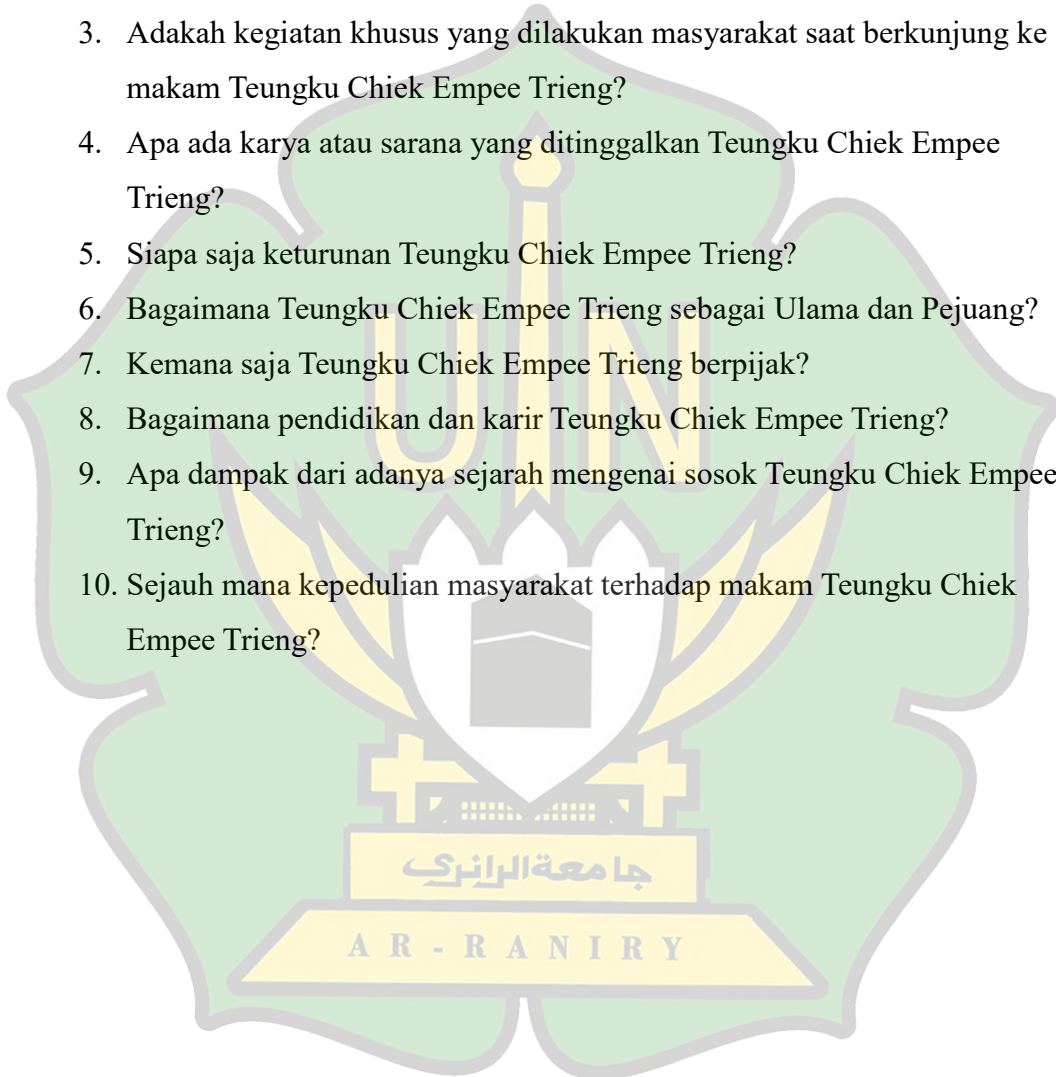 3. Adakah kegiatan khusus yang dilakukan masyarakat saat berkunjung ke
makam Teungku Chiek Empee Trieng?
4. Apa ada karya atau sarana yang ditinggalkan Teungku Chiek Empee
Trieng?
5. Siapa saja keturunan Teungku Chiek Empee Trieng?
6. Bagaimana Teungku Chiek Empee Trieng sebagai Ulama dan Pejuang?
7. Kemana saja Teungku Chiek Empee Trieng berpijak?
8. Bagaimana pendidikan dan karir Teungku Chiek Empee Trieng?
9. Apa dampak dari adanya sejarah mengenai sosok Teungku Chiek Empee
Trieng?
10. Sejauh mana kepedulian masyarakat terhadap makam Teungku Chiek
Empee Trieng?
UIN
جامعةالرانري
AR-RANIRY